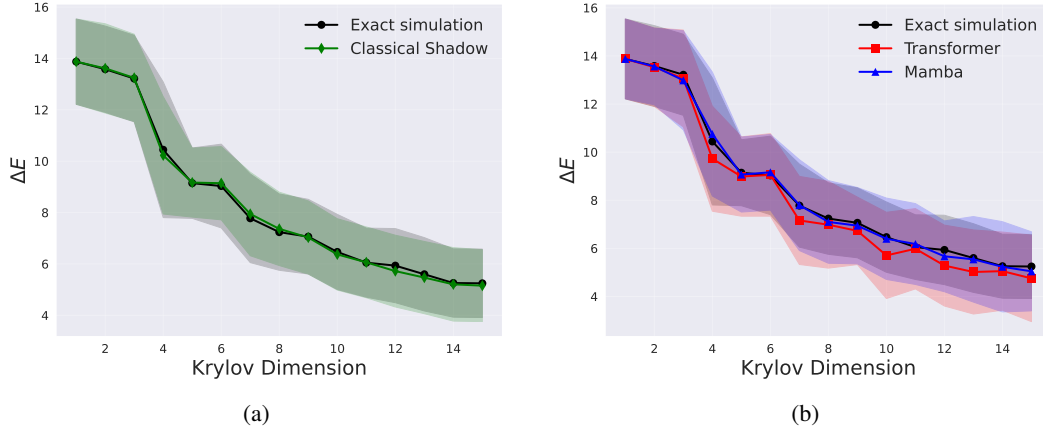 16
14
12
10
8
6
4
ΔE
2 4 6 8 10 12 14
Krylov Dimension
Exact simulation
Classical Shadow
(a)
16
14
12
10
8
6
4
ΔE
2 4 6 8 10 12 14
Krylov Dimension
Exact simulation
Transformer
Mamba
(b)